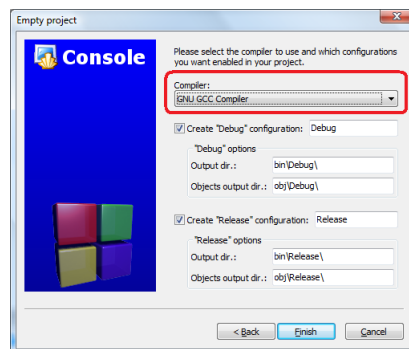 Empty project
Console
Please select the compiler to use and which configurations
you want enabled in your project.
Compiler:
GNU GCC Compiler
Create "Debug" configuration: Debug
"Debug" options
Output dir.: bin\Debug\
Objects output dir.: obj\Debug\
Create "Release" configuration: Release
"Release" options
Output dir.: bin\Release\
Objects output dir.: obj\Release\
< Back Finish Cancel